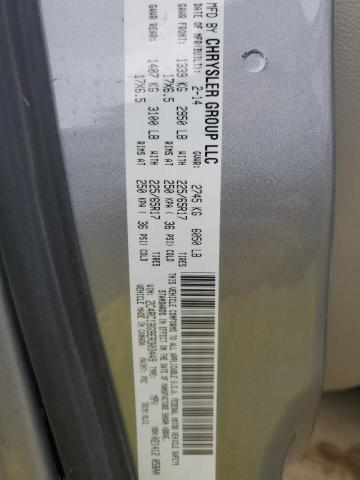 MFD BY CHRYSLER GROUP LLC
DATE OF MFR(BUILT): 2-14 GVWR: 2745 KG 6050 LB
GAWR FRONT: 1339 KG 2950 LB WITH TIRES 225/65R17
17X6.5 RIMS AT 250 KPA ( 36 PSI) COLD
GAWR REAR: 1407 KG 3100 LB WITH TIRES 225/65R17
17X6.5 RIMS AT 250 KPA ( 36 PSI) COLD
THIS VEHICLE CONFORMS TO ALL APPLICABLE U.S.A. FEDERAL MOTOR VEHICLE SAFETY
STANDARDS IN EFFECT ON THE DATE OF MANUFACTURE SHOWN ABOVE.
VIN: TYPE: MPV
VEHICLE MADE IN CANADA PAINT: TRIM: